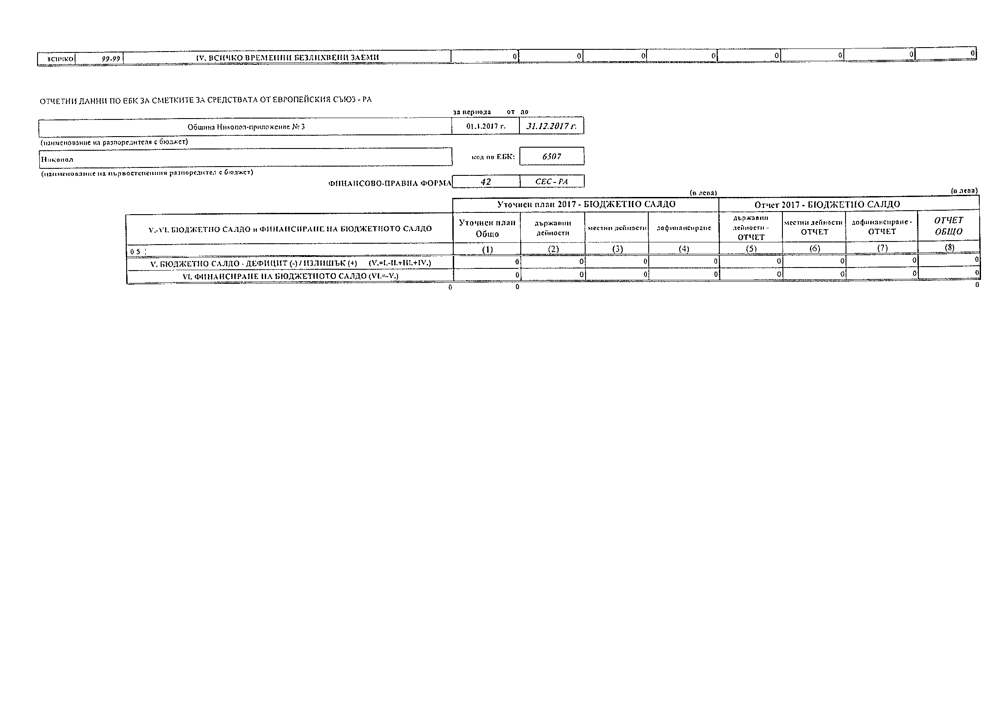 ВСИЧКО 99-99 IV. ВСИЧКО ВРЕМЕННИ БЕЗЛИХВЕНИ ЗАЕМИ 0 0 0 0 0 0 0 0
ОТЧЕТНИ ДАННИ ПО ЕБК ЗА СМЕТКИТЕ ЗА СРЕДСТВАТА ОТ ЕВРОПЕЙСКИЯ СЪЮЗ - РА
за периода от до
Община Никопол-приложение № 3 01.1.2017 г. 31.12.2017 г.
(наименование на разпоредителя с бюджет)
Никопол код по ЕБК: 6507
(наименование на първостепенния разпоредител с бюджет)
ФИНАНСОВО-ПРАВНА ФОРМА 42 СЕС - РА
(в лева) (в лева)
Уточнен план 2017 - БЮДЖЕТНО САЛДО Отчет 2017 - БЮДЖЕТНО САЛДО
V.-VI. БЮДЖЕТНО САЛДО и ФИНАНСИРАНЕ НА БЮДЖЕТНОТО САЛДО
Уточнен план
Общо
държавни
дейности
местни дейности
дофинансиране
държавни
дейности -
ОТЧЕТ
местни дейности
ОТЧЕТ
дофинансиране -
ОТЧЕТ
ОТЧЕТ
ОБЩО
0 5 (1) (2) (3) (4) (5) (6) (7) (8)
V. БЮДЖЕТНО САЛДО - ДЕФИЦИТ (-) / ИЗЛИШЪК (+) (V.=I.-II.+III.+IV.) 0 0 0 0 0 0 0 0
VI. ФИНАНСИРАНЕ НА БЮДЖЕТНОТО САЛДО (VI.=-V.) 0 0 0 0 0 0 0 0
0 0 0